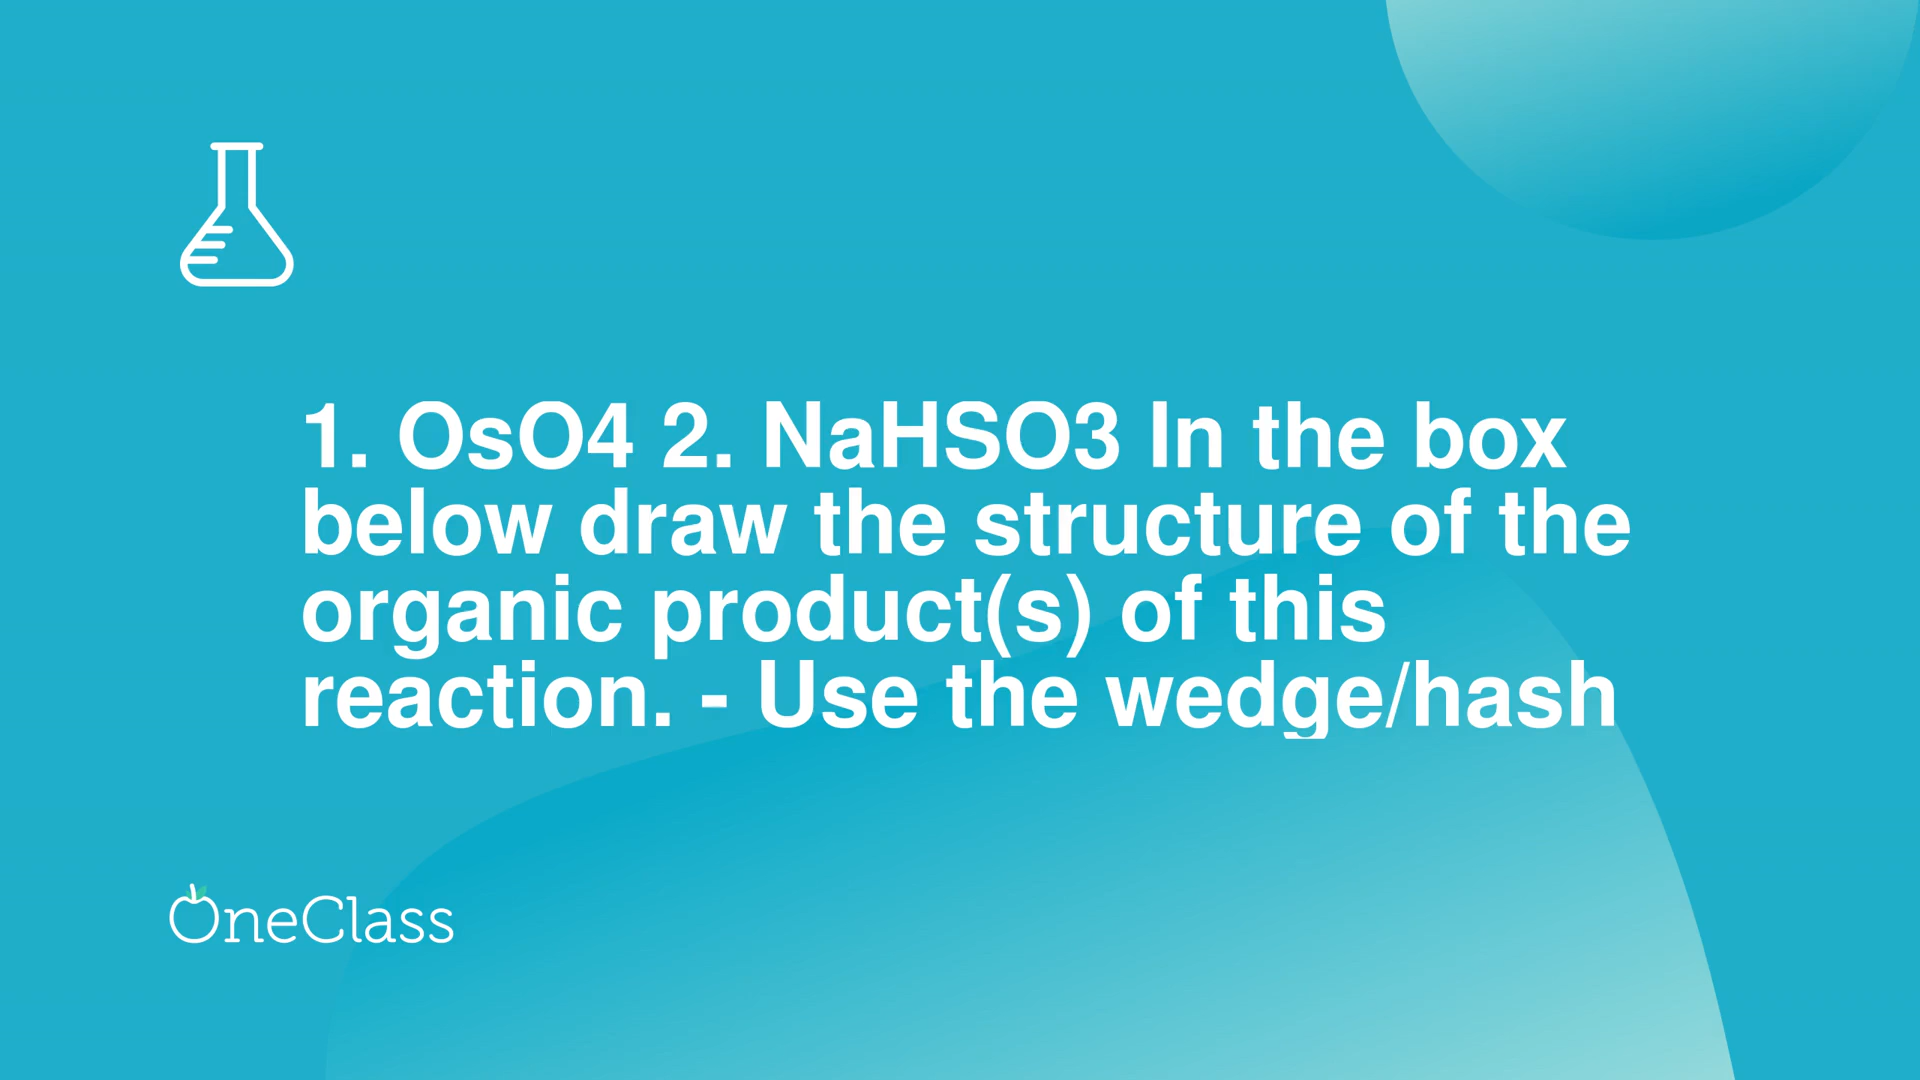 1. OsO4 2. NaHSO3 In the box
below draw the structure of the
organic product(s) of this
reaction. - Use the wedge/hash
OneClass